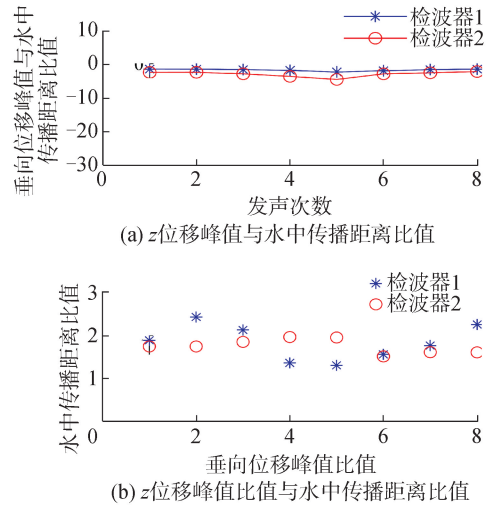 检波器1
检波器2
垂向位移峰值与水中
传播距离比值
0
-10
-20
-30
2 4 6 8
发声次数
(a) z位移峰值与水中传播距离比值
检波器1
检波器2
水中传播距离比值
3
2
1
0 2 4 6 8
垂向位移峰值比值
(b) z位移峰值比值与水中传播距离比值